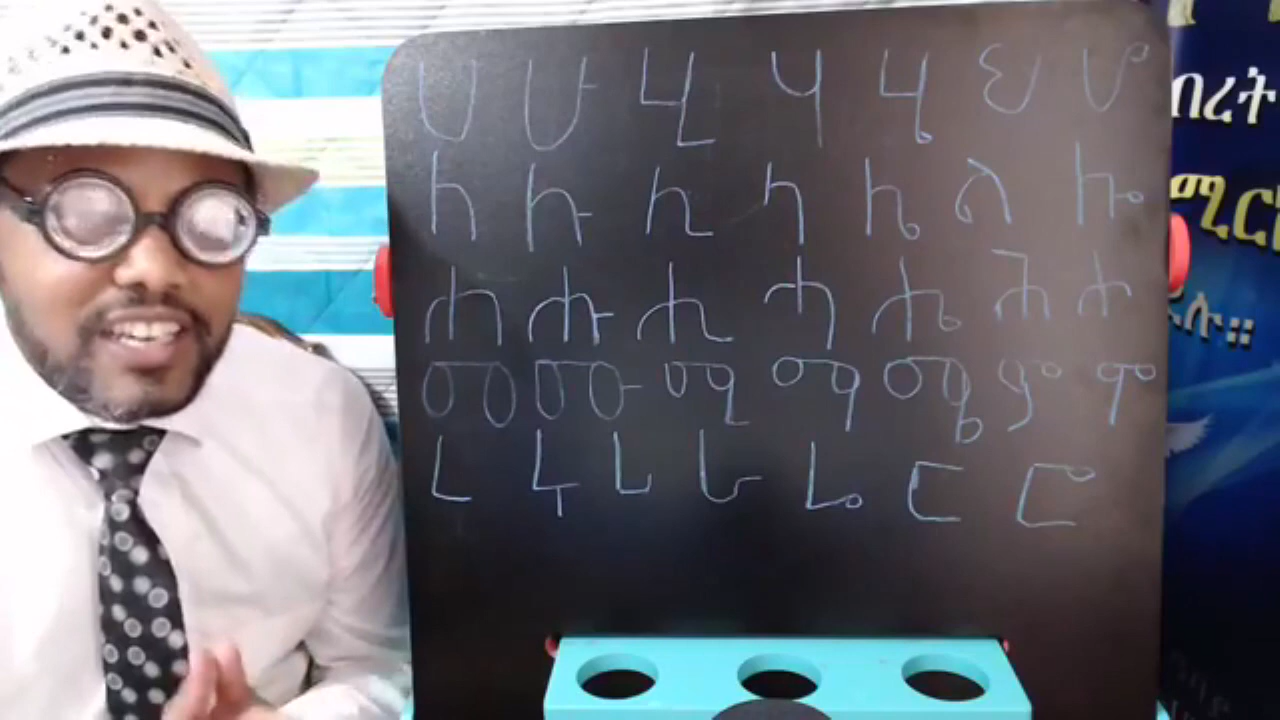 ሀ ሁ ሂ ሃ ሄ ህ ሆ
ለ ሉ ሊ ላ ሌ ል ሎ
ሐ ሑ ሒ ሓ ሔ ሕ ሖ
መ ሙ ሚ ማ ሜ ም ሞ
ረ ሩ ሪ ራ ሬ ር ሮ